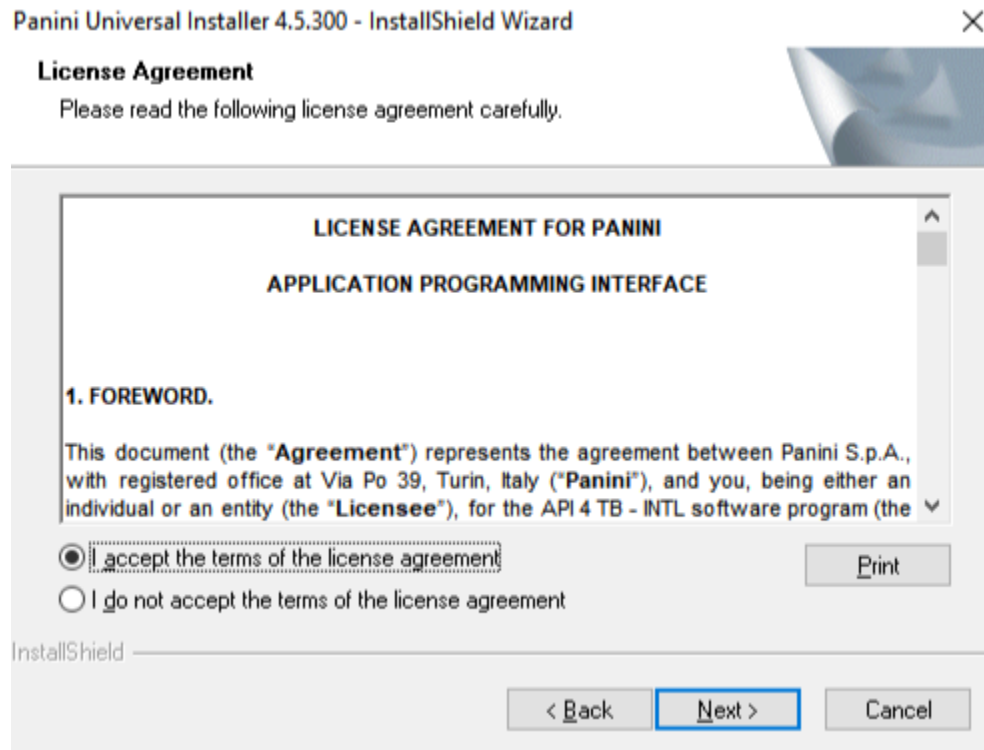 Panini Universal Installer 4.5.300 - InstallShield Wizard
License Agreement
Please read the following license agreement carefully.
LICENSE AGREEMENT FOR PANINI
APPLICATION PROGRAMMING INTERFACE
1. FOREWORD.
This document (the “Agreement”) represents the agreement between Panini S.p.A.,
with registered office at Via Po 39, Turin, Italy (“Panini”), and you, being either an
individual or an entity (the “Licensee”), for the API 4 TB - INTL software program (the
I accept the terms of the license agreement
Print
I do not accept the terms of the license agreement
InstallShield
< Back
Next >
Cancel